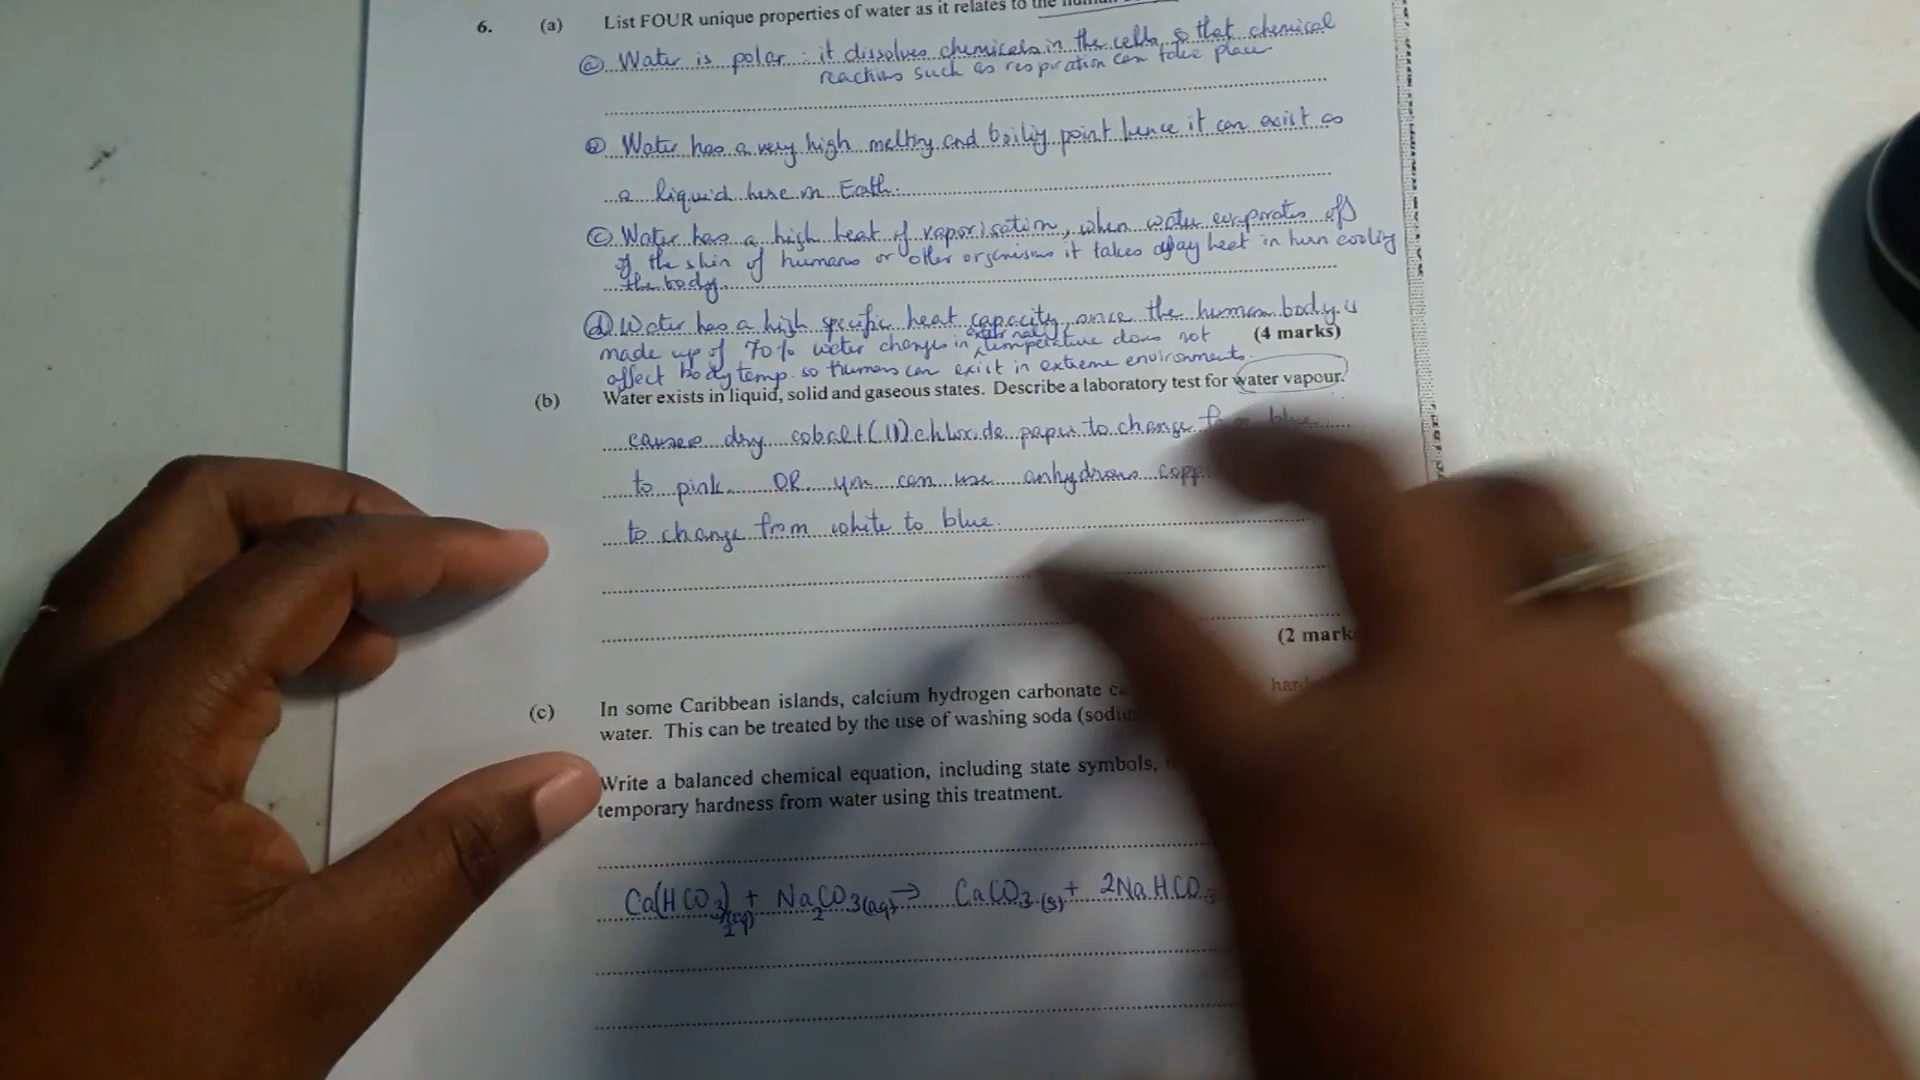 6. (a) List FOUR unique properties of water as it relates to the human
ⓐ Water is polar : it dissolves chemicals in the cells, so that chemical
reactions such as respiration can take place
ⓑ Water has a very high melting and boiling point hence it can exist as
a liquid here on Earth.
ⓒ Water has a high heat of vaporisation, when water evaporates off
of the skin of humans or other organisms it takes away heat in turn cooling
the body.
ⓓ Water has a high specific heat capacity, since the human body is
made up of 70% water changes in external temperature does not
(4 marks)
affect body temp. so Humans can exist in extreme environments.
(b) Water exists in liquid, solid and gaseous states. Describe a laboratory test for water vapour.
causes dry cobalt (II) chloride paper to change from blue
to pink. OR you can use anhydrous copp
to change from white to blue.
(2 mark
(c) In some Caribbean islands, calcium hydrogen carbonate ca hard
water. This can be treated by the use of washing soda (sodiu
Write a balanced chemical equation, including state symbols,
temporary hardness from water using this treatment.
Ca(HCO3)2(aq) + Na2CO3(aq) → CaCO3(s) + 2NaHCO3